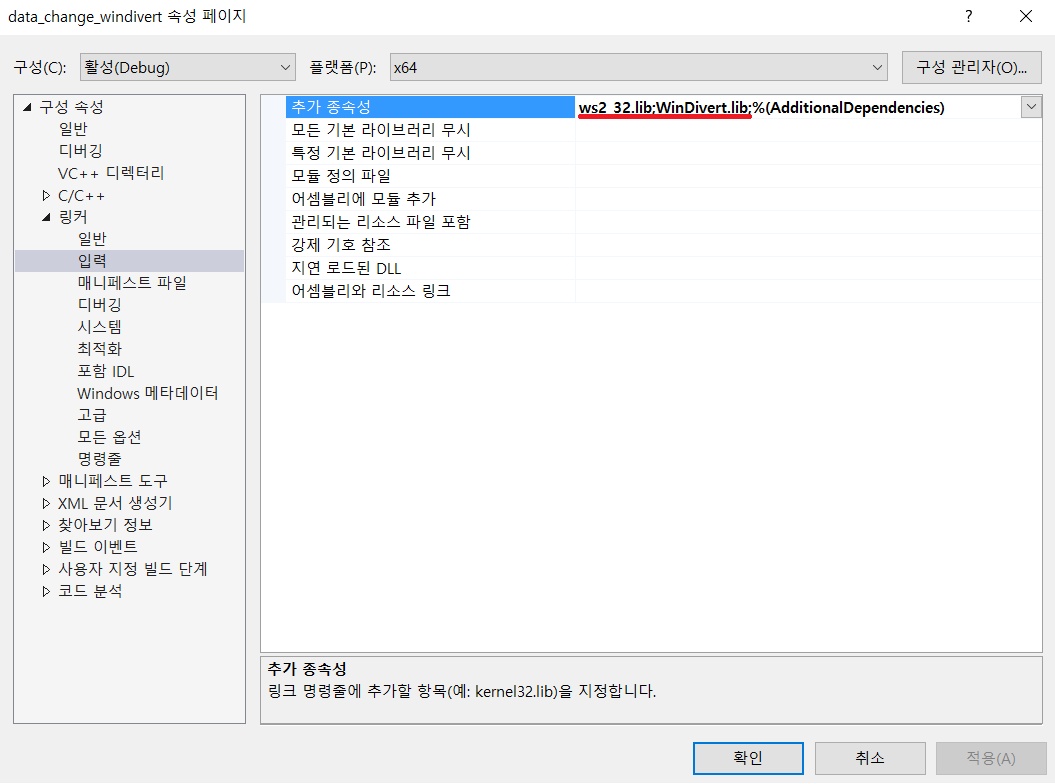 data_change_windivert 속성 페이지
?
구성(C): 활성(Debug) 플랫폼(P): x64 구성 관리자(O)...
구성 속성
일반
디버깅
VC++ 디렉터리
C/C++
링커
일반
입력
매니페스트 파일
디버깅
시스템
최적화
포함 IDL
Windows 메타데이터
고급
모든 옵션
명령줄
매니페스트 도구
XML 문서 생성기
찾아보기 정보
빌드 이벤트
사용자 지정 빌드 단계
코드 분석
추가 종속성 ws2_32.lib;WinDivert.lib;%(AdditionalDependencies)
모든 기본 라이브러리 무시
특정 기본 라이브러리 무시
모듈 정의 파일
어셈블리에 모듈 추가
관리되는 리소스 파일 포함
강제 기호 참조
지연 로드된 DLL
어셈블리와 리소스 링크
추가 종속성
링크 명령줄에 추가할 항목(예: kernel32.lib)을 지정합니다.
확인 취소 적용(A)